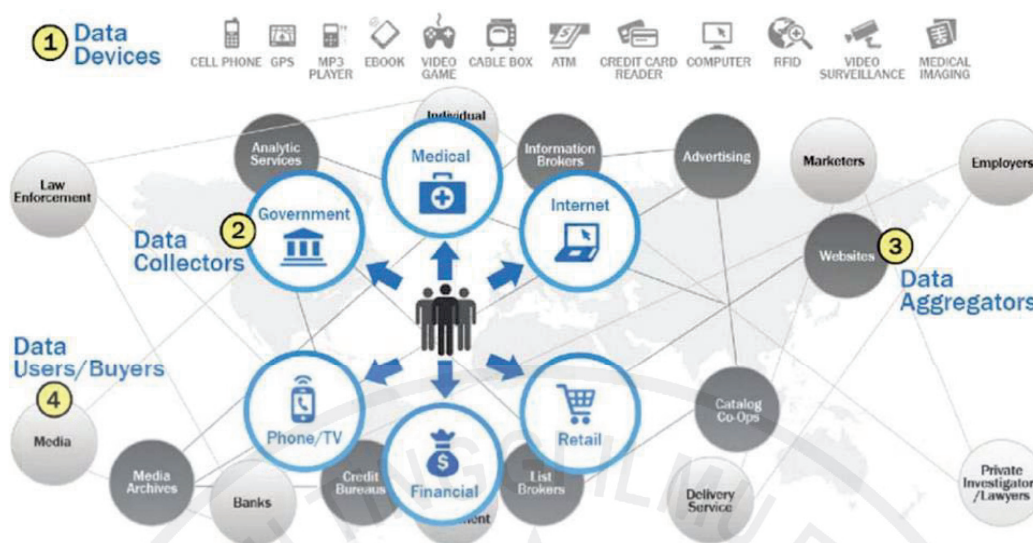 1 Data
Devices
CELL PHONE
GPS
MP3
PLAYER
EBOOK
VIDEO
GAME
CABLE BOX
ATM
CREDIT CARD
READER
COMPUTER
RFID
VIDEO
SURVEILLANCE
MEDICAL
IMAGING
Individual
Analytic
Services
Medical
Information
Brokers
Advertising
Marketers
Employers
Law
Enforcement
Government
2
Data
Collectors
Internet
Websites
3
Data
Aggregators
Data
Users/Buyers
4
Media
Phone/TV
Retail
Catalog
Co-Ops
Media
Archives
Banks
Credit
Bureaus
$
Financial
List
Brokers
Delivery
Service
Private
Investigators
/Lawyers